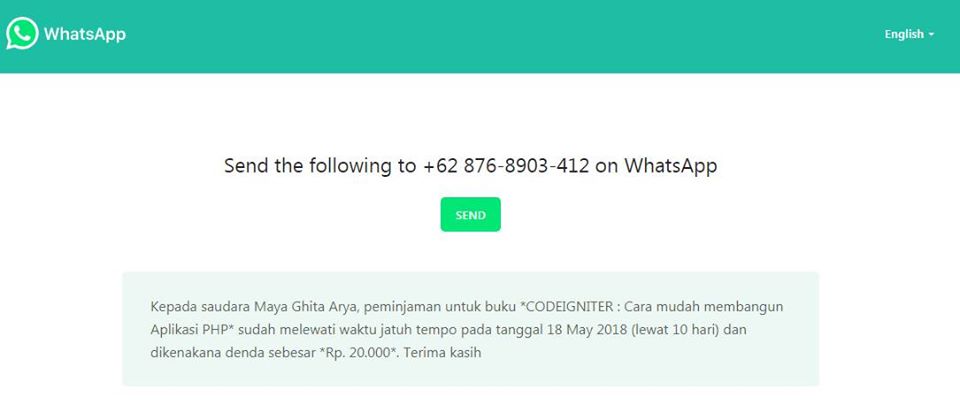 WhatsApp
English
Send the following to +62 876-8903-412 on WhatsApp
SEND
Kepada saudara Maya Ghita Arya, peminjaman untuk buku *CODEIGNITER : Cara mudah membangun
Aplikasi PHP* sudah melewati waktu jatuh tempo pada tanggal 18 May 2018 (lewat 10 hari) dan
dikenakana denda sebesar *Rp. 20.000*. Terima kasih